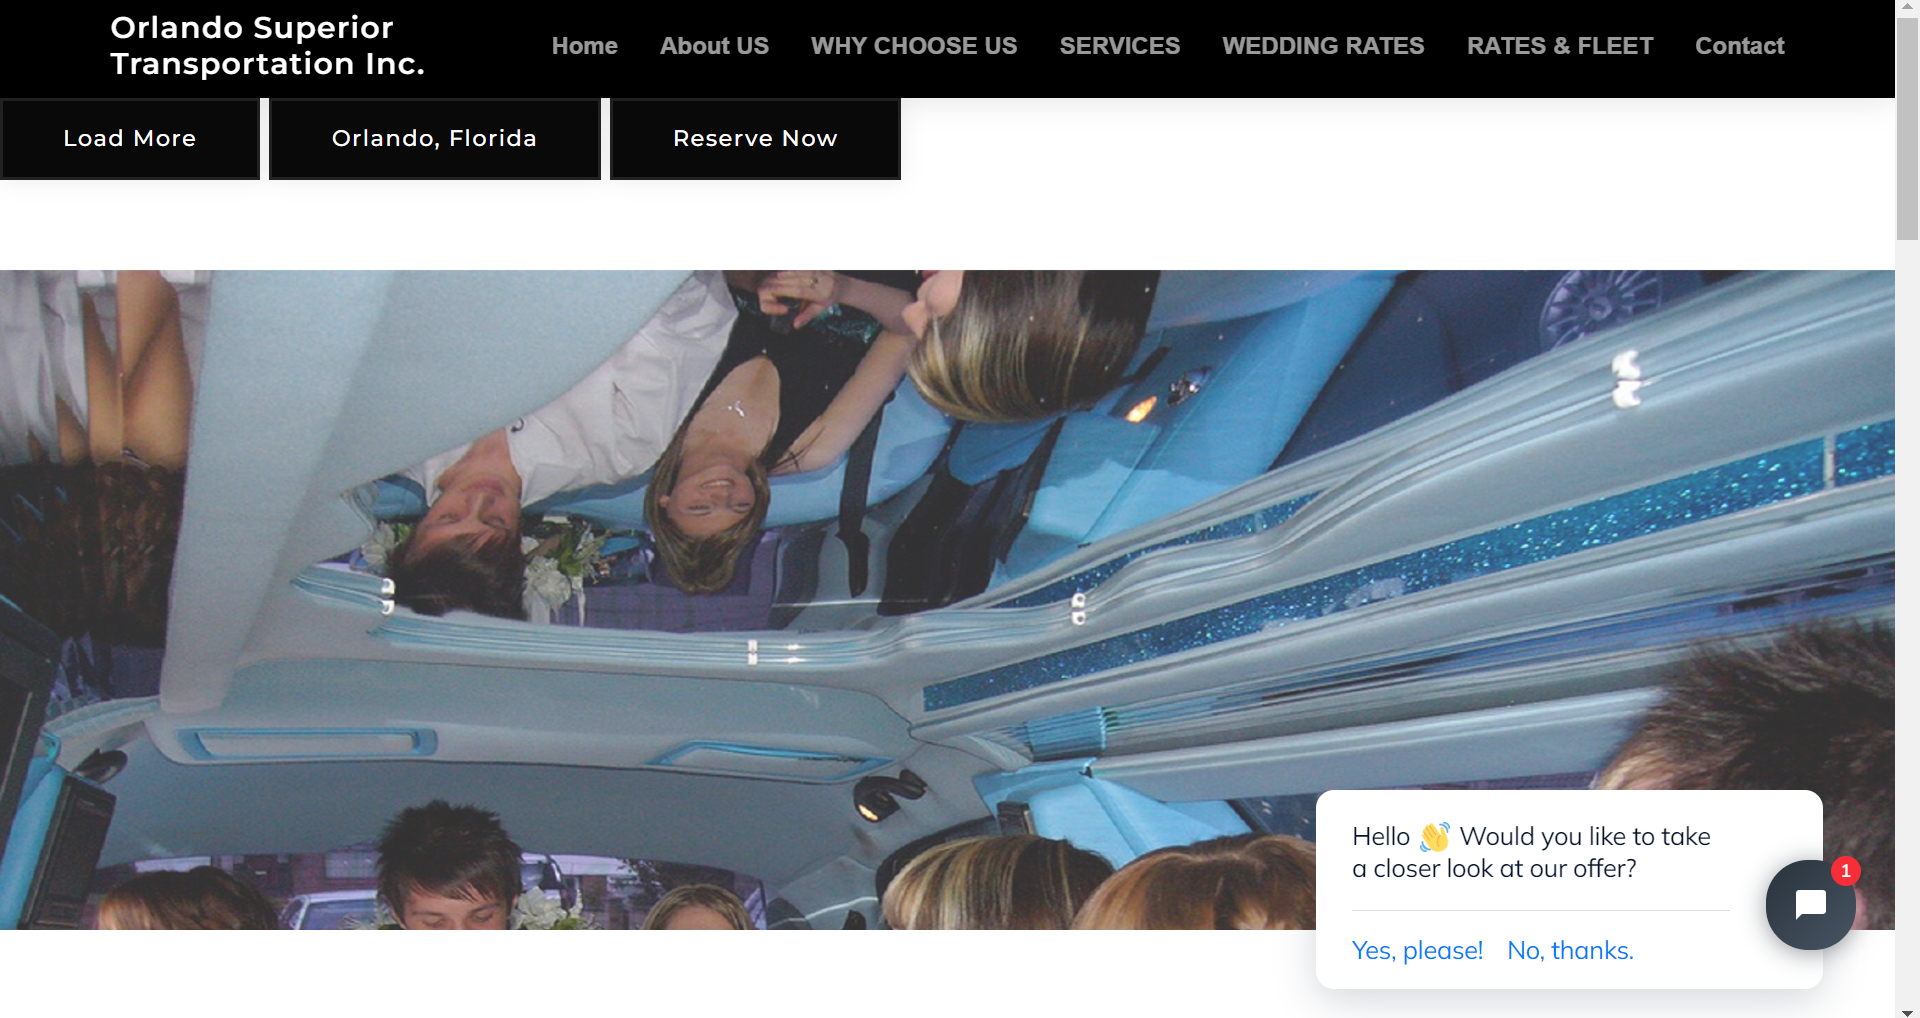 Orlando Superior
Transportation Inc.
Home About US WHY CHOOSE US SERVICES WEDDING RATES RATES & FLEET Contact
Load More Orlando, Florida Reserve Now
Hello 👋 Would you like to take
a closer look at our offer?
1
Yes, please! No, thanks.